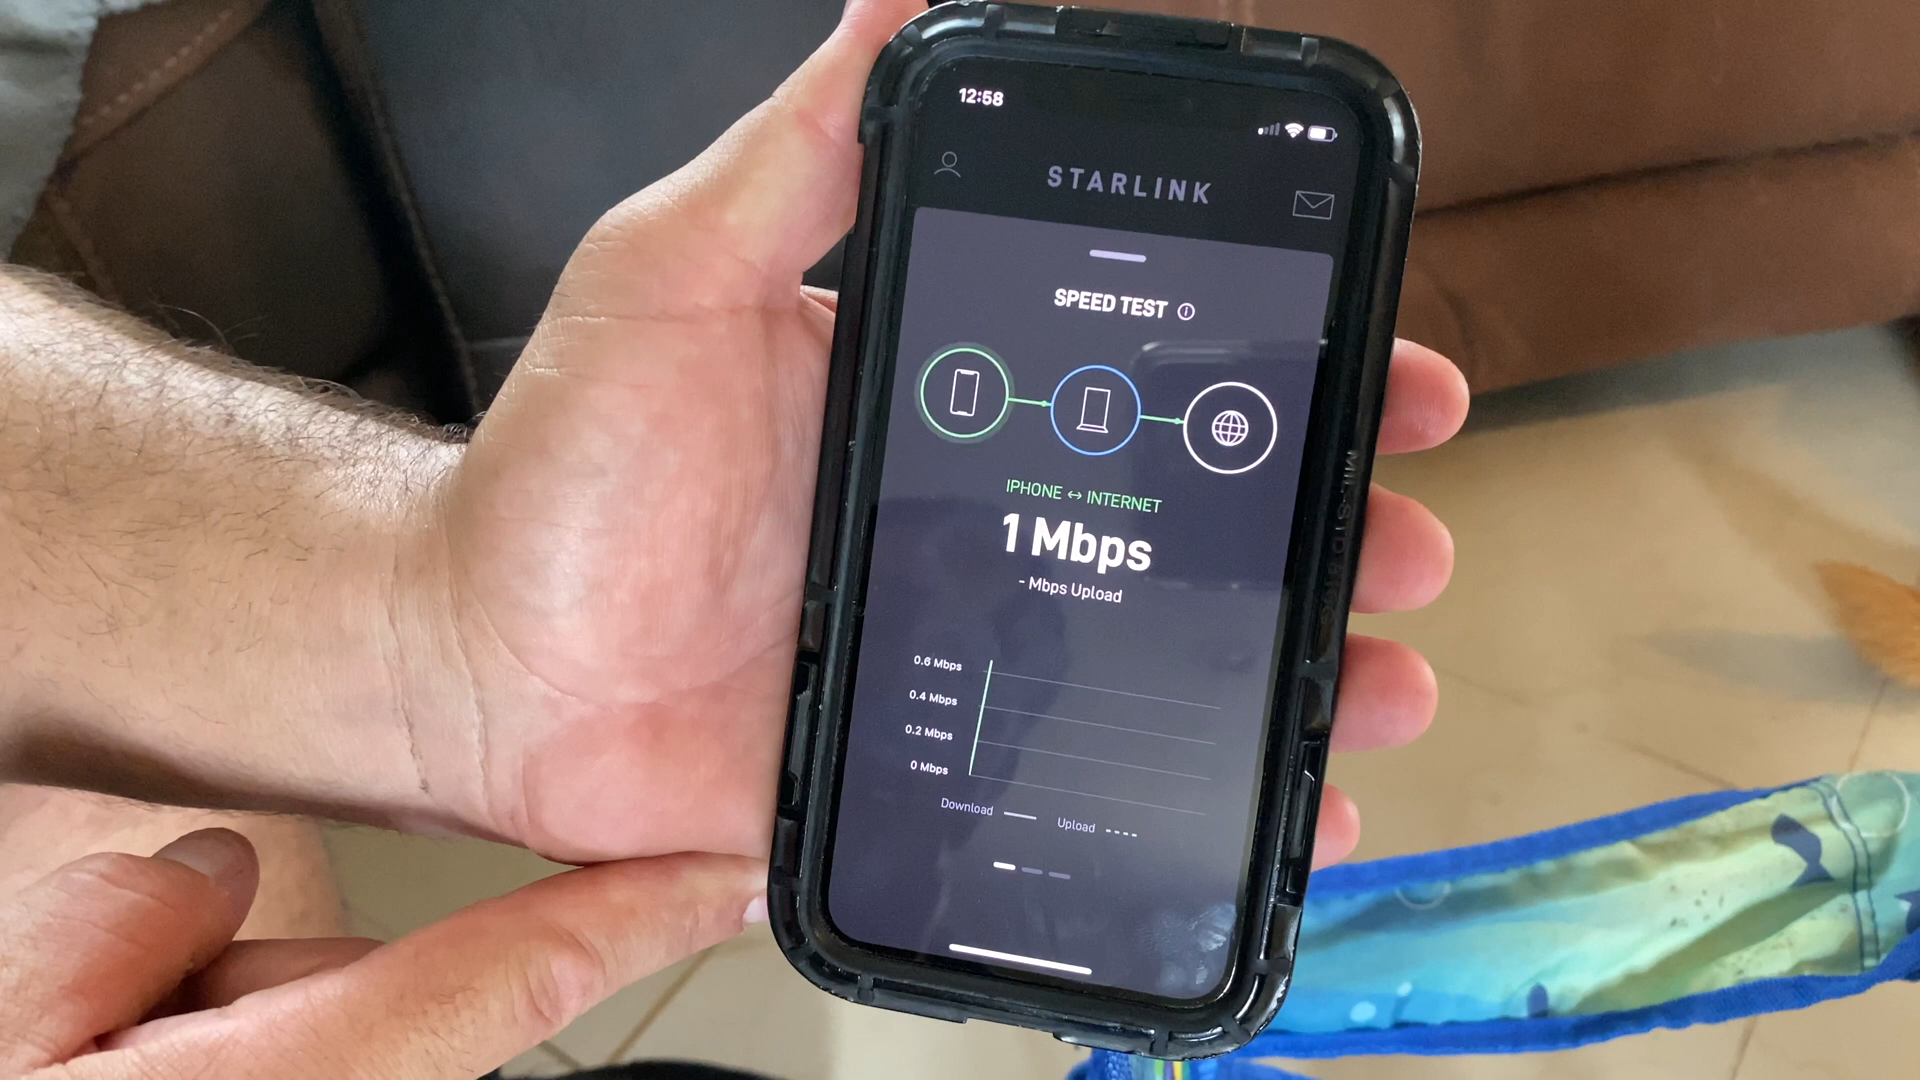 12:58
STARLINK
SPEED TEST
IPHONE ↔ INTERNET
1 Mbps
- Mbps Upload
0.6 Mbps
0.4 Mbps
0.2 Mbps
0 Mbps
Download
Upload